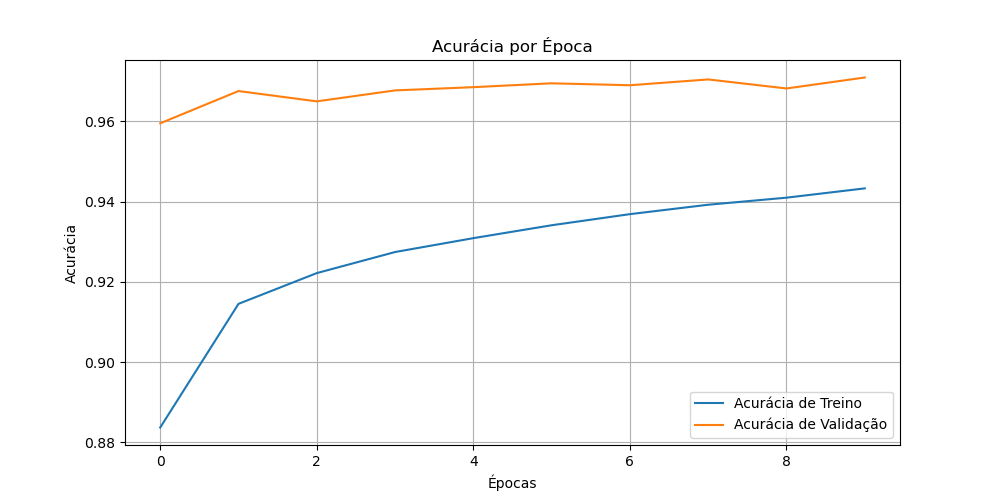 Acurácia por Época
Acurácia
0.96
0.94
0.92
0.90
0.88
0 2 4 6 8
Épocas
Acurácia de Treino
Acurácia de Validação